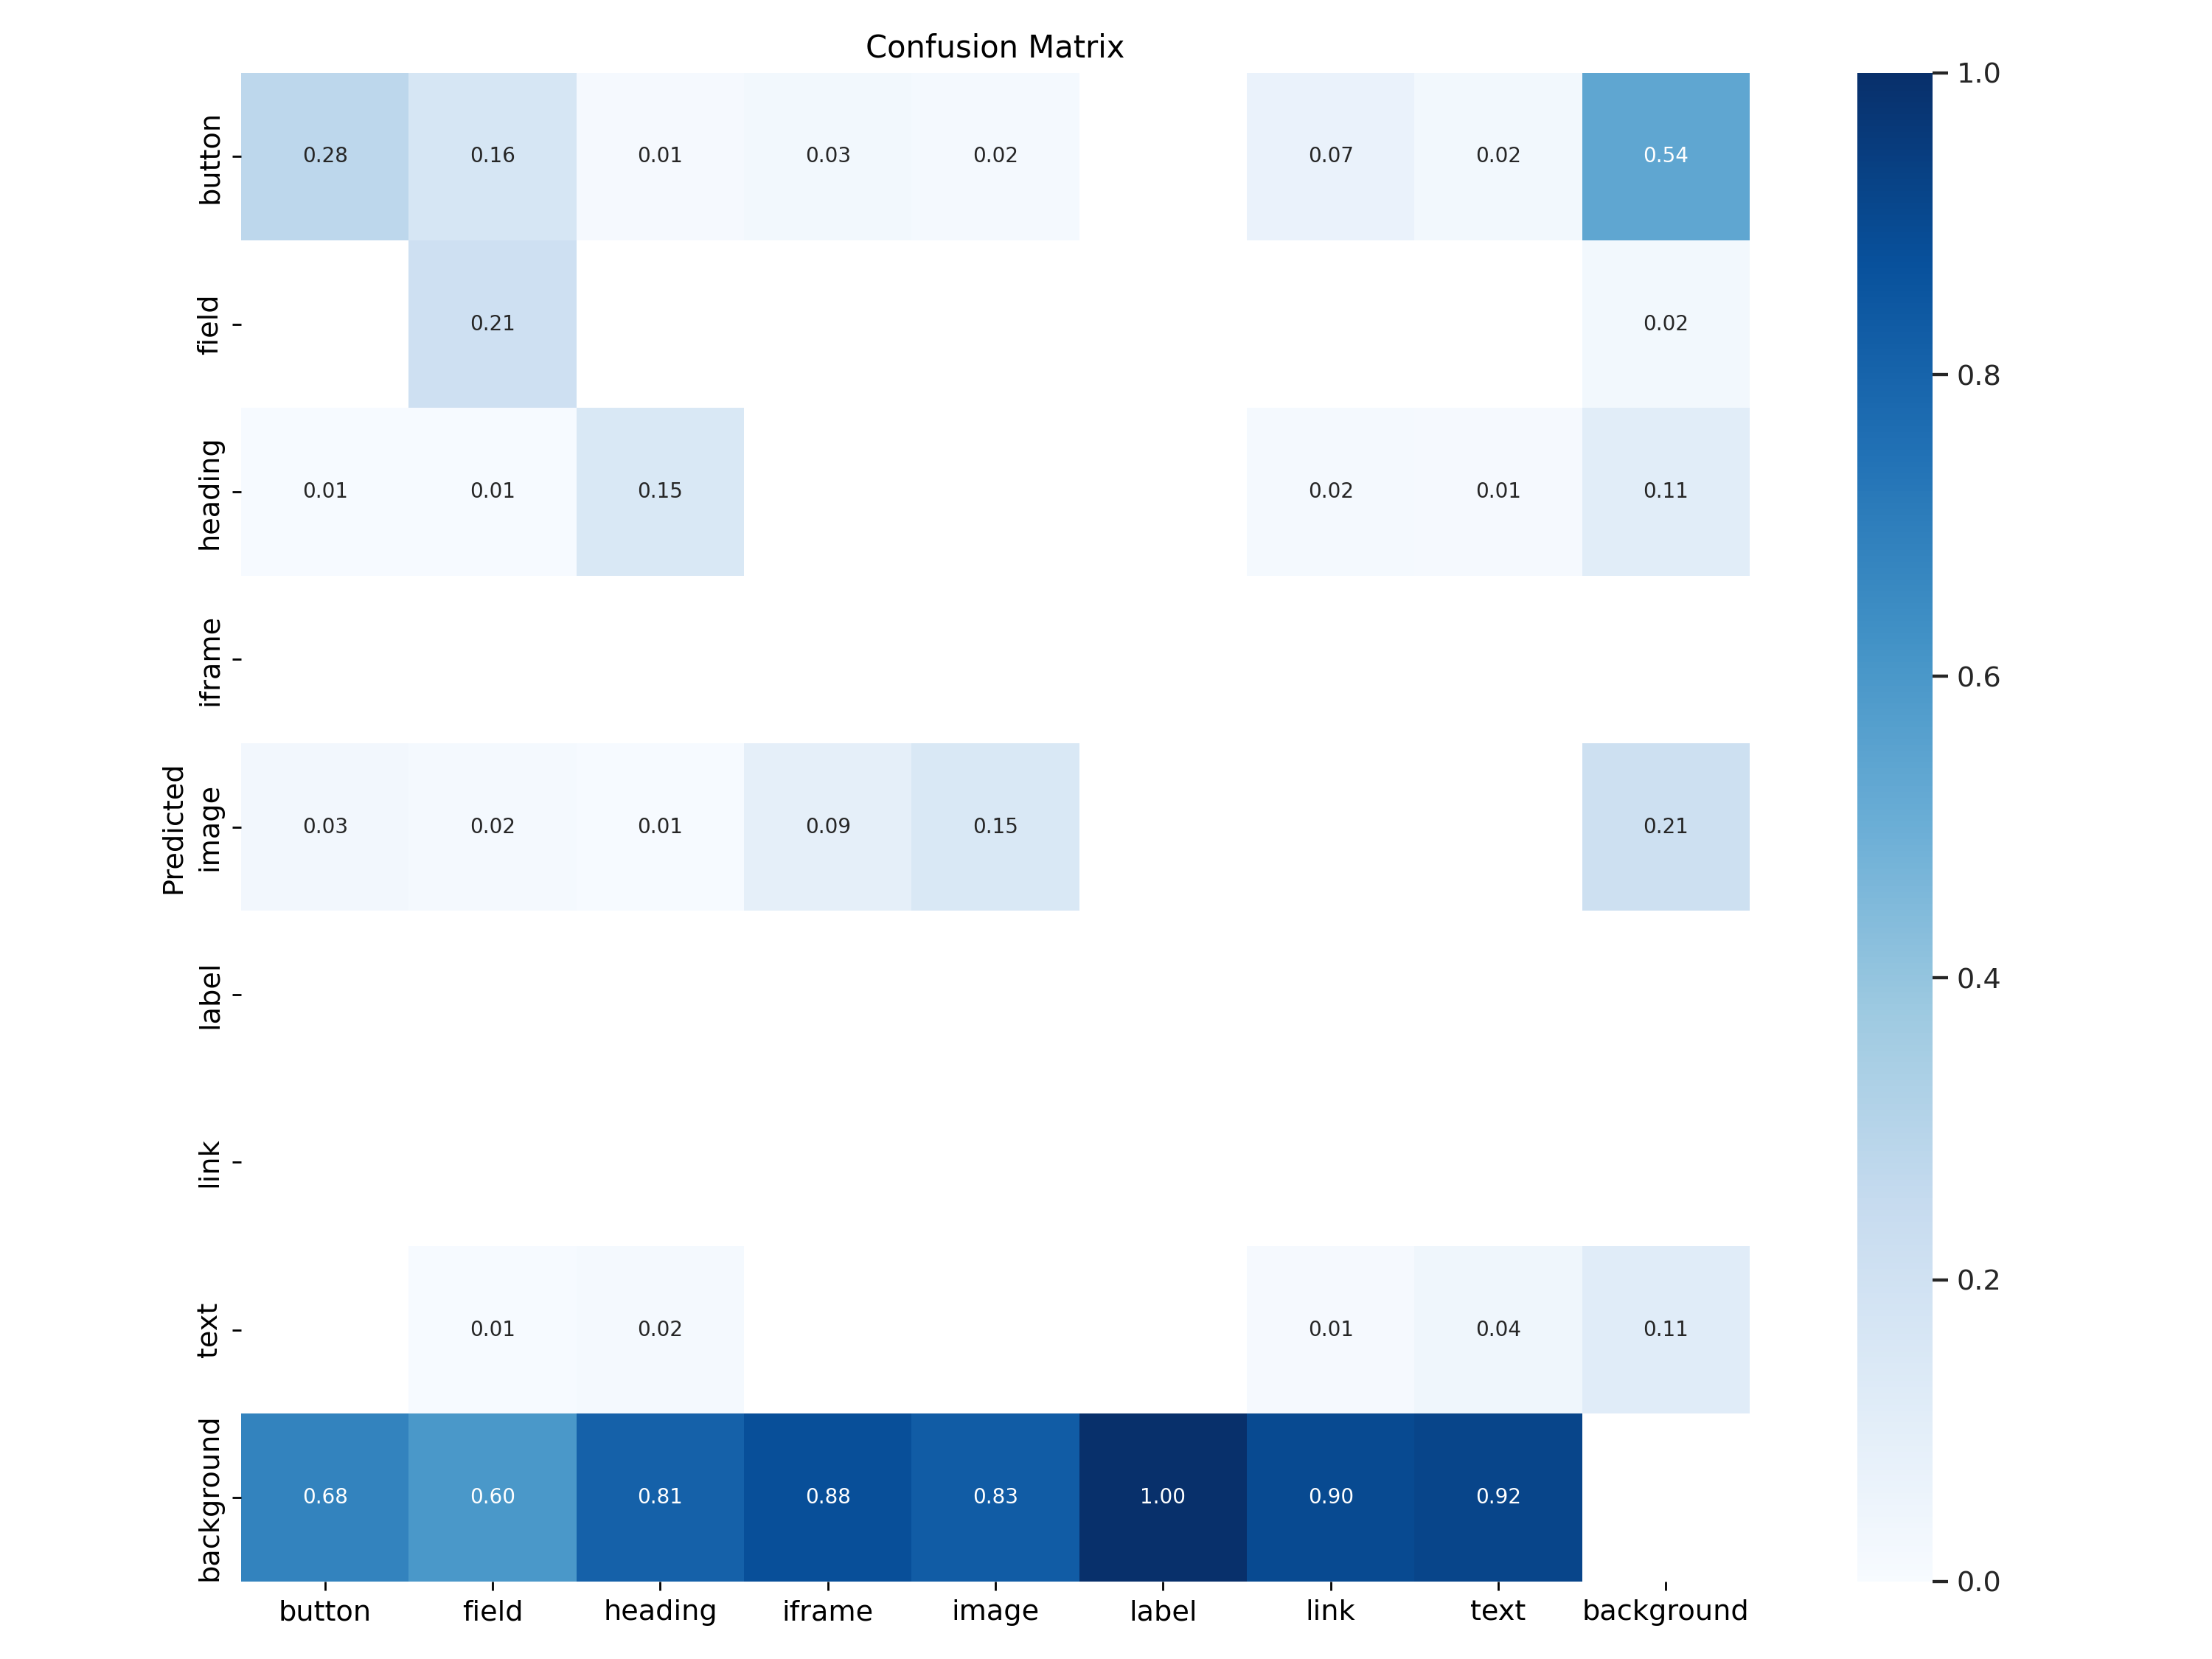 Confusion Matrix
button 0.28 0.16 0.01 0.03 0.02 0.07 0.02 0.54
field 0.21 0.02
heading 0.01 0.01 0.15 0.02 0.01 0.11
iframe
Predicted
image 0.03 0.02 0.01 0.09 0.15 0.21
label
link
text 0.01 0.02 0.01 0.04 0.11
background 0.68 0.60 0.81 0.88 0.83 1.00 0.90 0.92
button field heading iframe image label link text background
1.0
0.8
0.6
0.4
0.2
0.0